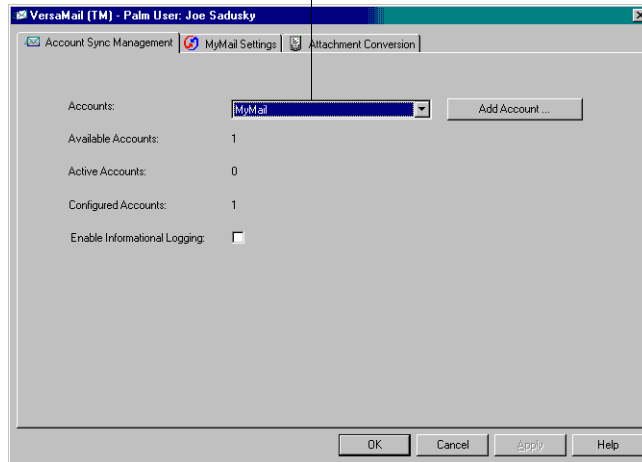 VersaMail (TM) - Palm User: Joe Sadusky
Account Sync Management MyMail Settings Attachment Conversion
Accounts: MyMail Add Account ...
Available Accounts: 1
Active Accounts: 0
Configured Accounts: 1
Enable Informational Logging:
OK Cancel Apply Help